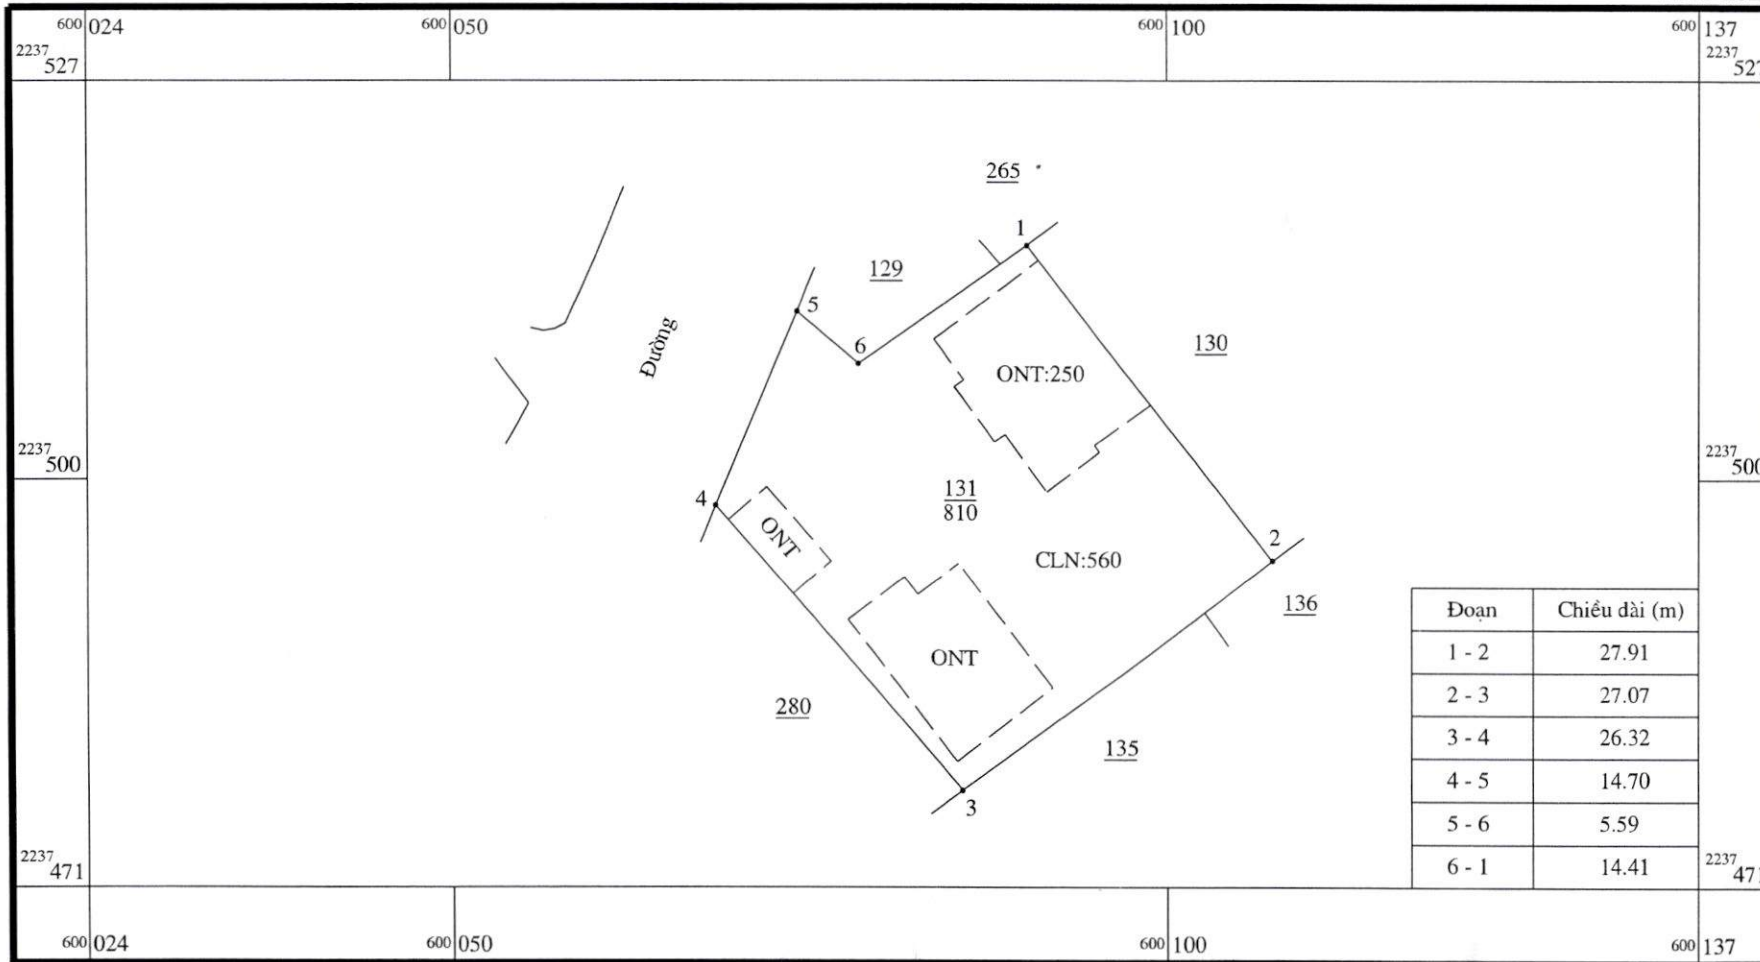 600 024 600 050 600 100 600 137
2237 527 2237 527
265
1
129
5
6
Đường
130
ONT:250
2237 500 2237 500
4
131
810
ONT
2
CLN:560
136
ONT
280
135
3
Đoạn Chiều dài (m)
1 - 2 27.91
2 - 3 27.07
3 - 4 26.32
4 - 5 14.70
5 - 6 5.59
6 - 1 14.41
2237 471 2237 471
600 024 600 050 600 100 600 137